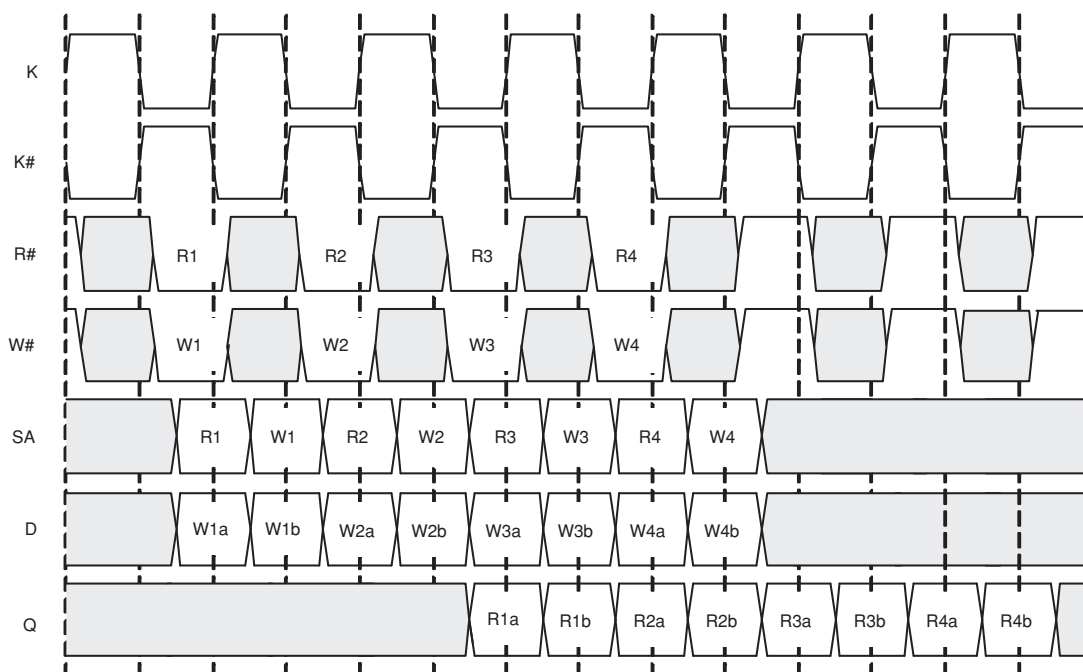 K
K#
R# R1 R2 R3 R4
W# W1 W2 W3 W4
SA R1 W1 R2 W2 R3 W3 R4 W4
D W1a W1b W2a W2b W3a W3b W4a W4b
Q R1a R1b R2a R2b R3a R3b R4a R4b